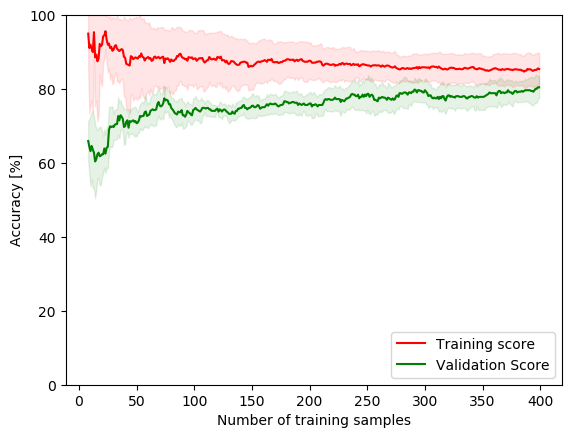 100
80
60
40
20
0
Accuracy [%]
Training score
Validation Score
0 50 100 150 200 250 300 350 400
Number of training samples